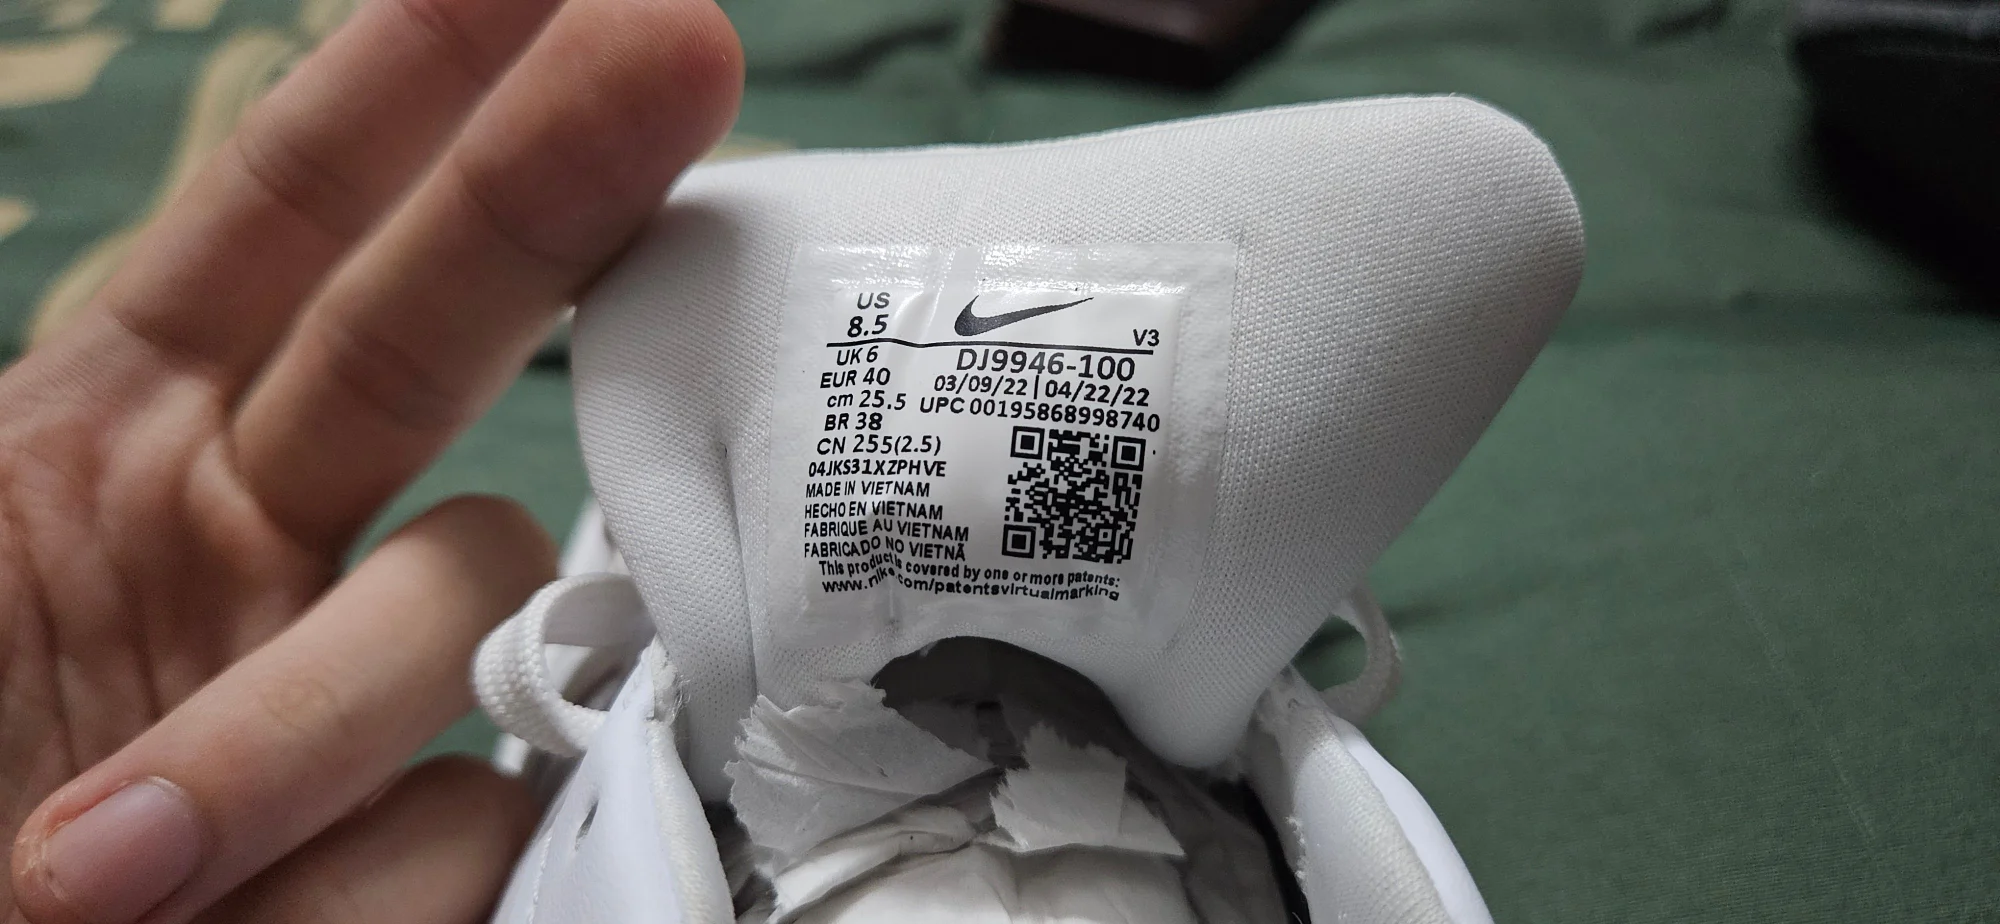 US
8.5
V3
UK 6
DJ9946-100
EUR 40
03/09/22 | 04/22/22
cm 25.5
UPC 00195868998740
BR 38
CN 255(2.5)
04JKS31XZPHVE
MADE IN VIETNAM
HECHO EN VIETNAM
FABRIQUE AU VIETNAM
FABRICADO NO VIETNÃ
This product is covered by one or more patents:
www.nike.com/patentsvirtualmarking